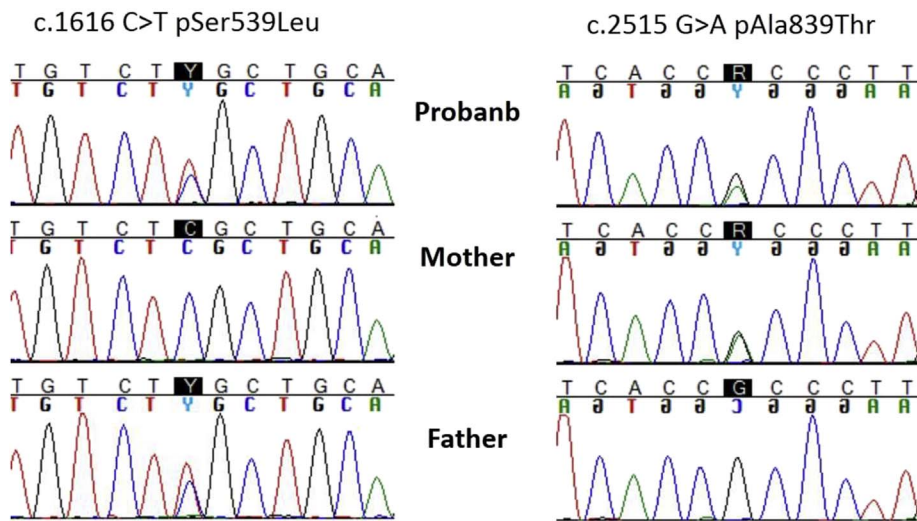 c.1616 C>T pSer539Leu
c.2515 G>A pAla839Thr
T G T C T Y G C T G C A
T G T C T Y G C T G C A
T C A C C R C C C T T
A G T G G Y G G G A A
Probanb
T G T C T C G C T G C A
T G T C T C G C T G C A
T C A C C R C C C T T
A G T G G Y G G G A A
Mother
T G T C T Y G C T G C A
T G T C T Y G C T G C A
T C A C C G C C C T T
A G T G G C G G G A A
Father